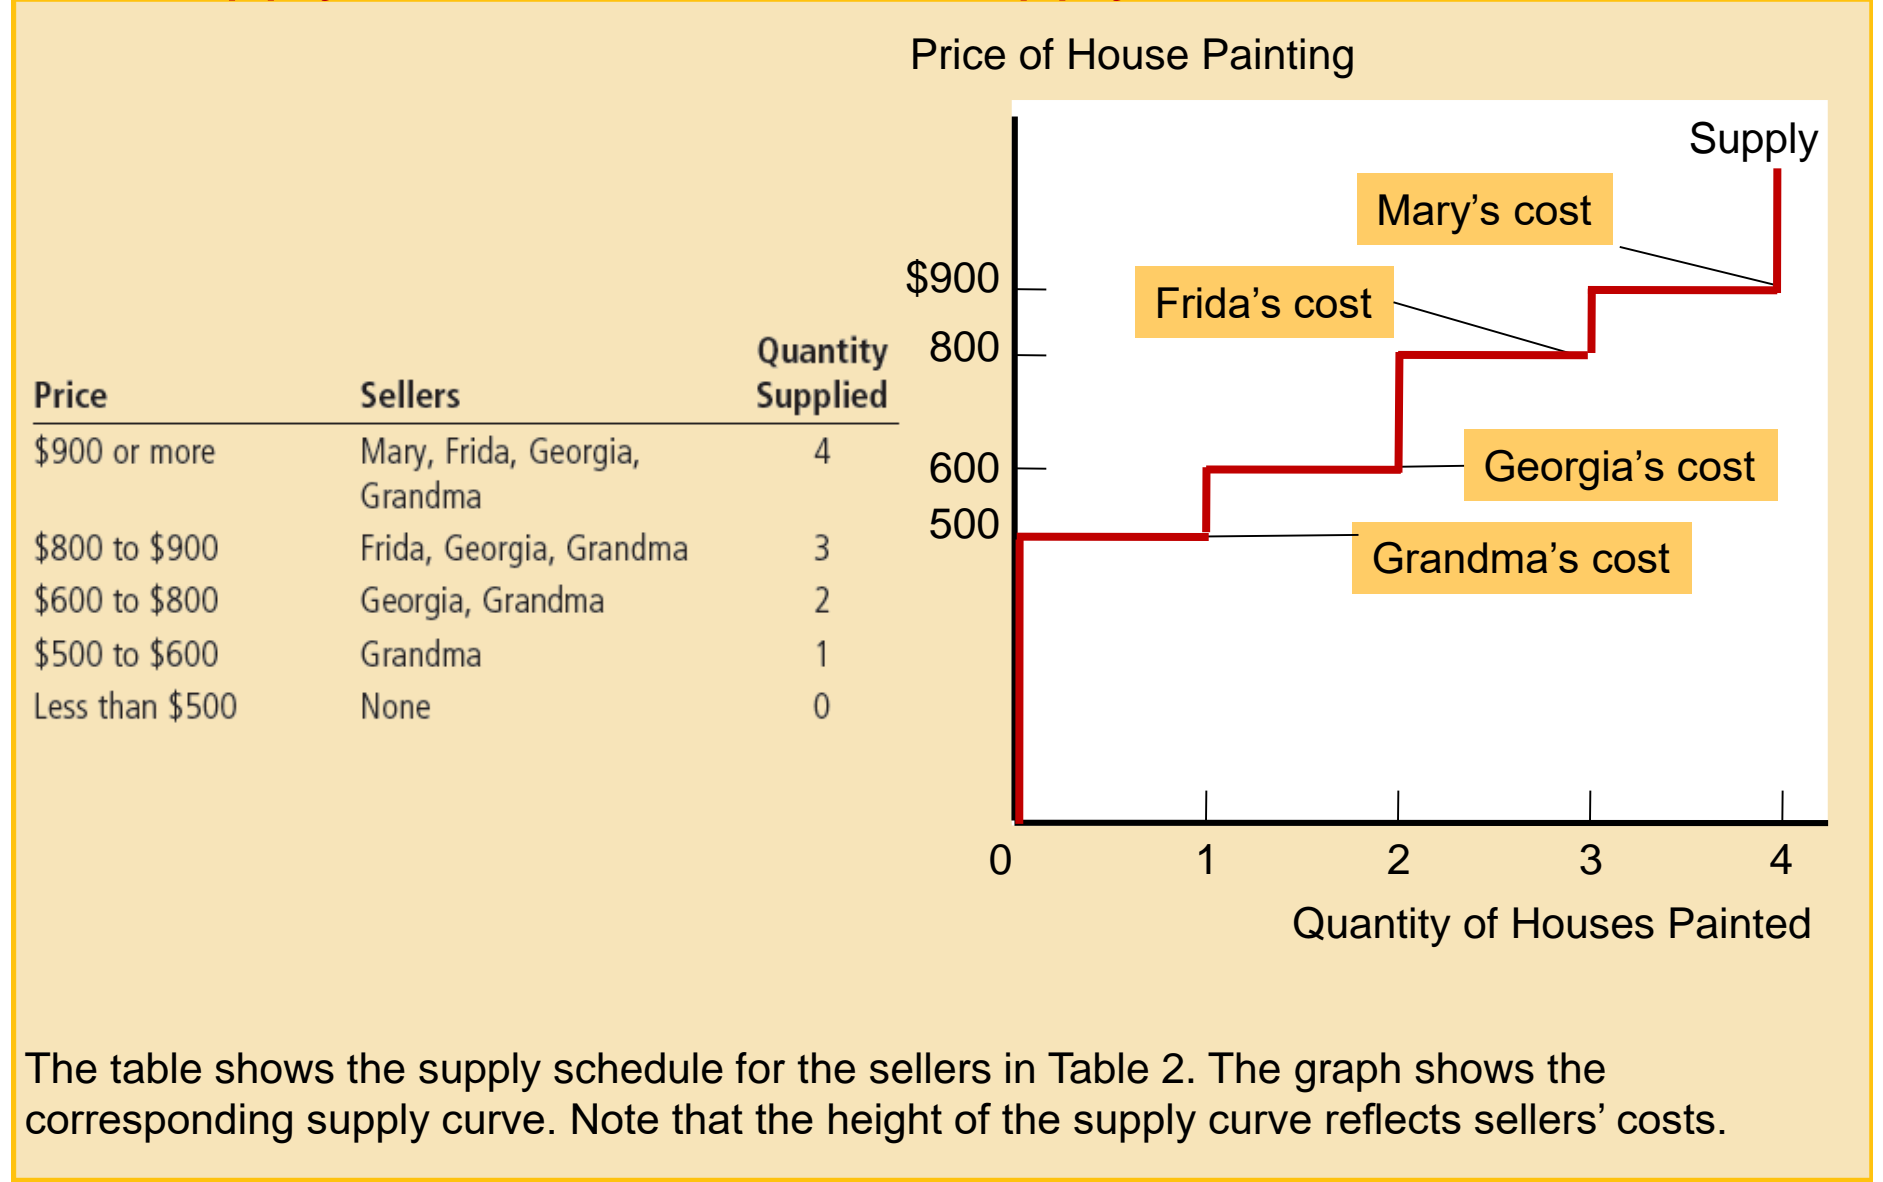 Price of House Painting
Supply
Mary’s cost
$900
Frida’s cost
800
600
Georgia’s cost
500
Grandma’s cost
0 1 2 3 4
Quantity of Houses Painted
Quantity
Price Sellers Supplied
$900 or more Mary, Frida, Georgia, 4
Grandma
$800 to $900 Frida, Georgia, Grandma 3
$600 to $800 Georgia, Grandma 2
$500 to $600 Grandma 1
Less than $500 None 0
The table shows the supply schedule for the sellers in Table 2. The graph shows the
corresponding supply curve. Note that the height of the supply curve reflects sellers’ costs.